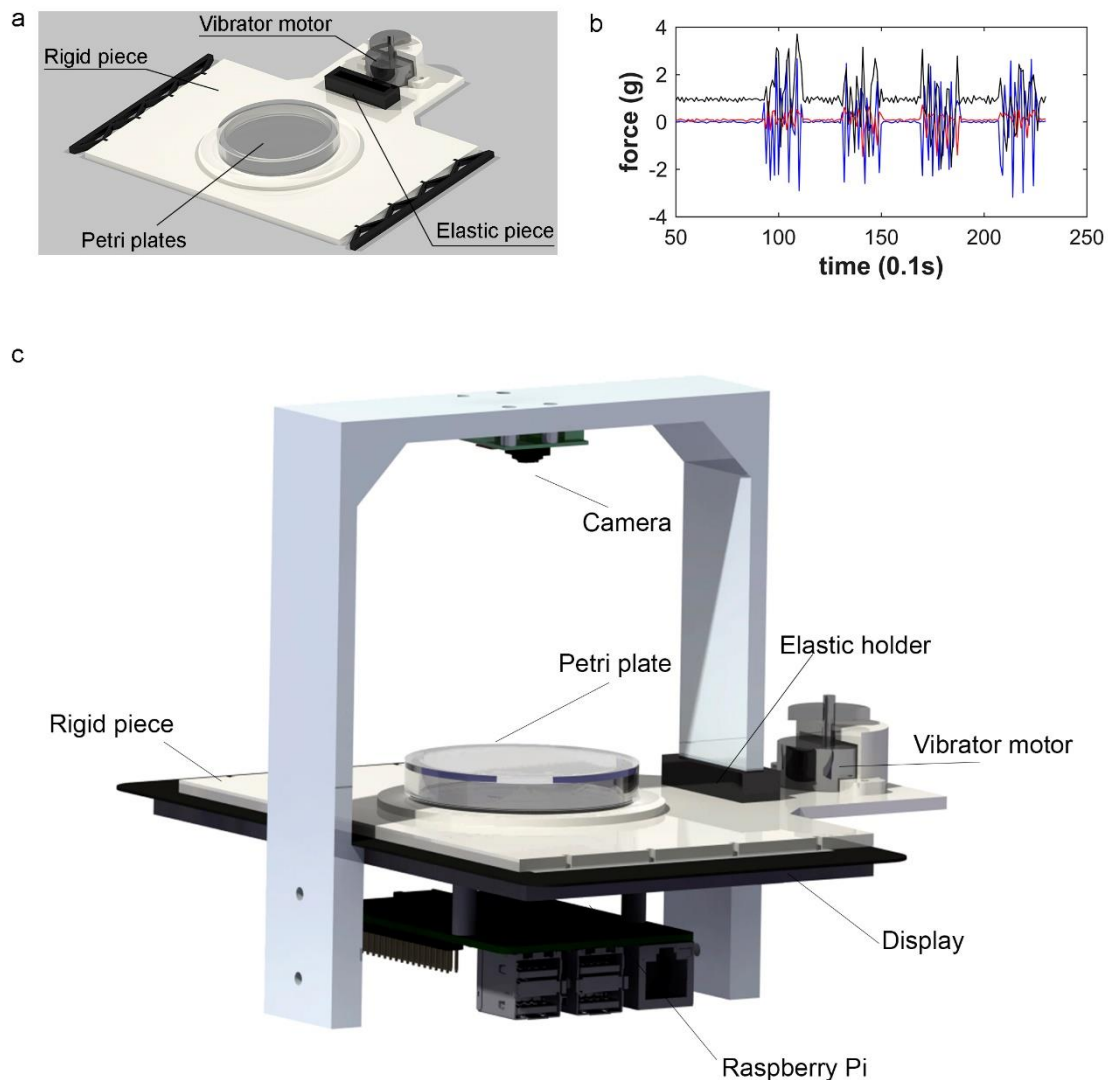 a
Vibrator motor
Rigid piece
Petri plates
Elastic piece
b
force (g)
4
2
0
-2
-4
50
100
150
200
250
time (0.1s)
c
Camera
Elastic holder
Petri plate
Rigid piece
Vibrator motor
Display
Raspberry Pi